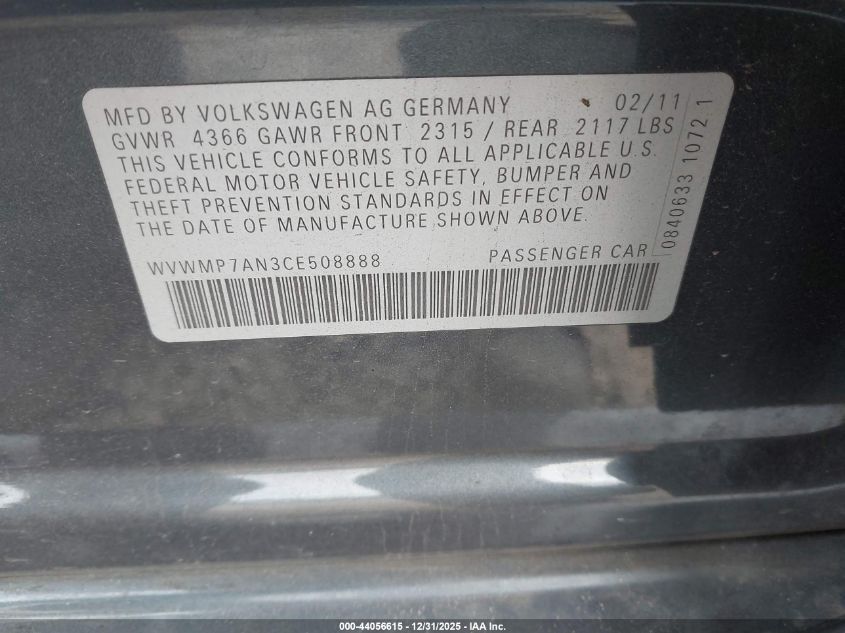 MFD BY VOLKSWAGEN AG GERMANY 02/11
GVWR 4366 GAWR FRONT 2315 / REAR 2117 LBS
THIS VEHICLE CONFORMS TO ALL APPLICABLE U.S.
FEDERAL MOTOR VEHICLE SAFETY, BUMPER AND
THEFT PREVENTION STANDARDS IN EFFECT ON
THE DATE OF MANUFACTURE SHOWN ABOVE.
WVWMP7AN3CE508888 PASSENGER CAR
0840633 1072 1
000-44056615 - 12/31/2025 - IAA Inc.